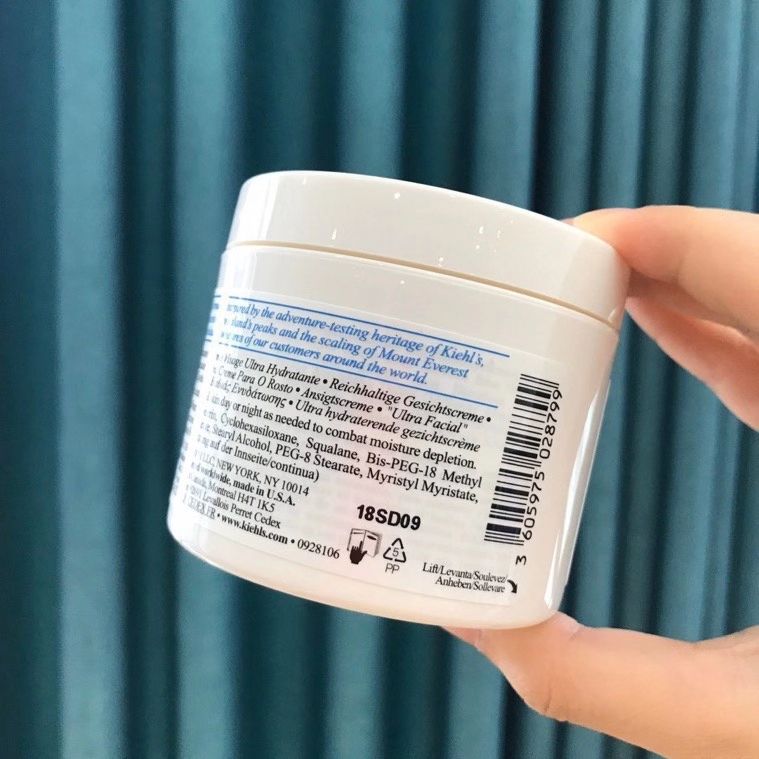 by the adventure-testing heritage of Kiehl's,
peaks and the scaling of Mount Everest
of our customers around the world.
Visage Ultra Hydratante • Reichhaltige Gesichtscreme •
Creme Para O Rosto • Ansigtscreme • "Ultra Facial"
Ενυδάτωσης • Ultra hydraterende gezichtscrème
day or night as needed to combat moisture depletion.
Cyclohexasiloxane, Squalane, Bis-PEG-18 Methyl
Stearyl Alcohol, PEG-8 Stearate, Myristyl Myristate,
auf der Innseite/continua)
LLC, NEW YORK, NY 10014
worldwide, made in U.S.A.
Montreal H4T 1K5
Levallois Perret Cedex
• www.kiehls.com • 0928106
18SD09
5
PP
Lift/Levanta/Soulevez/
Anheben/Sollevare
3 605975 028799